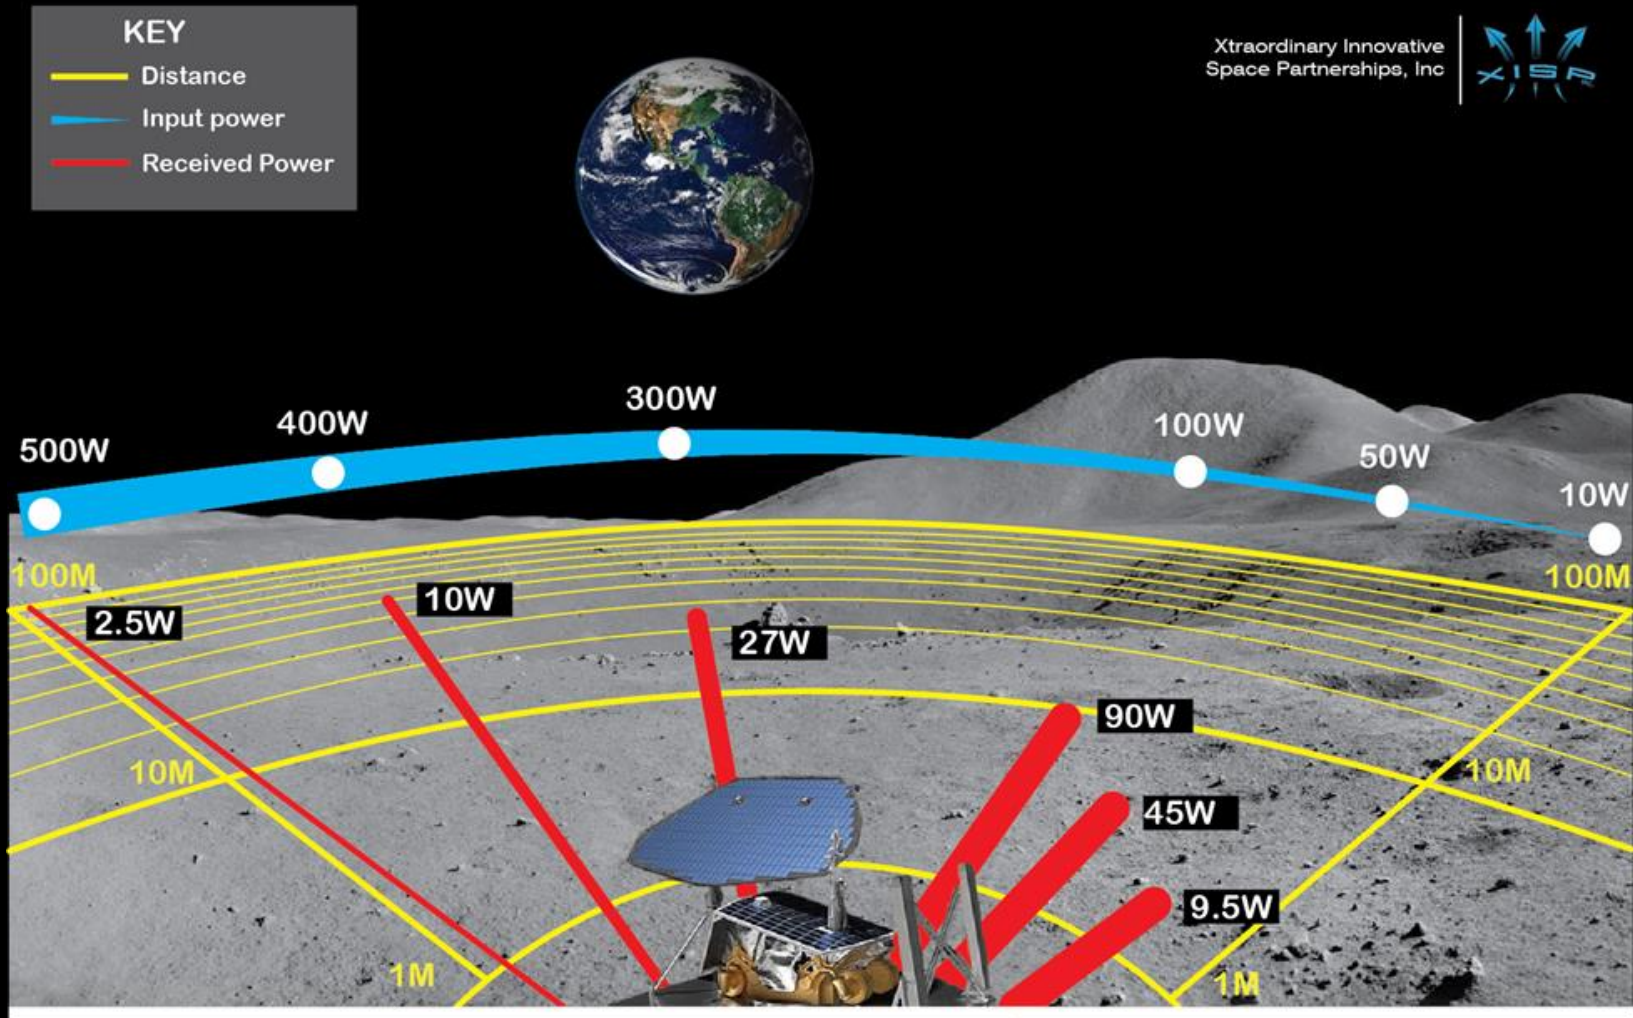 KEY
Distance
Input power
Received Power
Xtraordinary Innovative
Space Partnerships, Inc
XISP
500W
400W
300W
100W
50W
10W
100M
100M
2.5W
10W
27W
90W
10M
10M
45W
9.5W
1M
1M